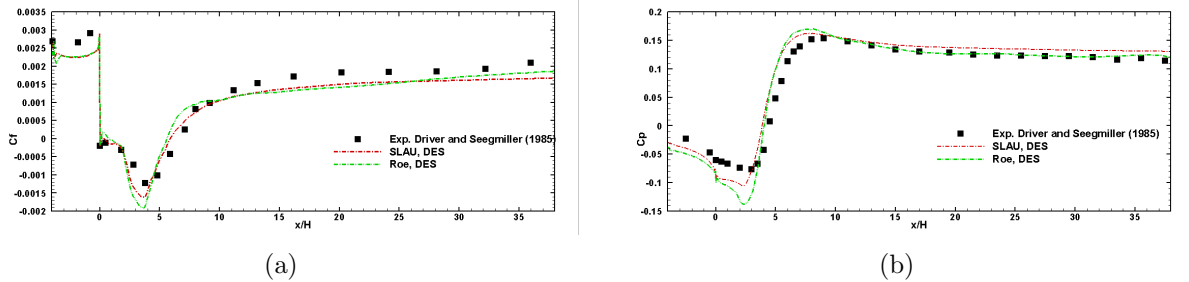 0.0035
0.003
0.0025
0.002
0.0015
0.001
0.0005
0
-0.0005
-0.001
-0.0015
-0.002
Cf
0 5 10 15 20 25 30 35
x/H
Exp. Driver and Seegmiller (1985)
SLAU, DES
Roe, DES
(a)
0.2
0.15
0.1
0.05
0
-0.05
-0.1
-0.15
Cp
0 5 10 15 20 25 30 35
x/H
Exp. Driver and Seegmiller (1985)
SLAU, DES
Roe, DES
(b)